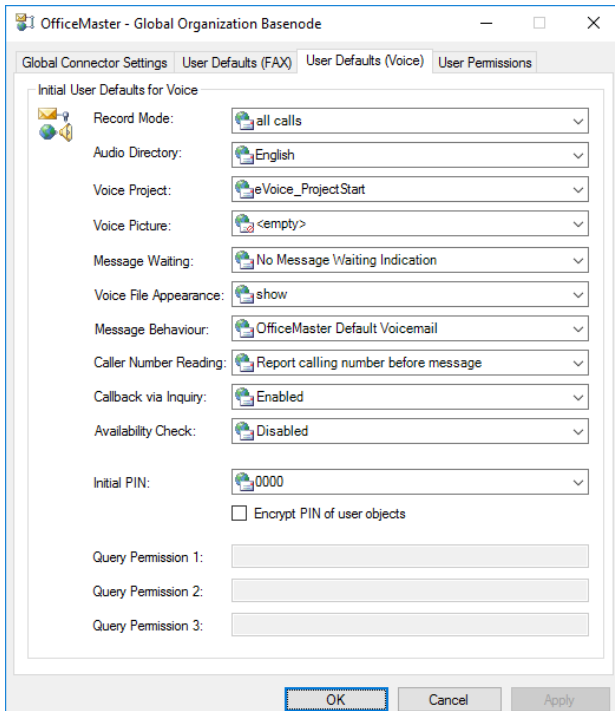 OfficeMaster - Global Organization Basenode
Global Connector Settings User Defaults (FAX) User Defaults (Voice) User Permissions
Initial User Defaults for Voice
Record Mode: all calls
Audio Directory: English
Voice Project: eVoice_ProjectStart
Voice Picture: <empty>
Message Waiting: No Message Waiting Indication
Voice File Appearance: show
Message Behaviour: OfficeMaster Default Voicemail
Caller Number Reading: Report calling number before message
Callback via Inquiry: Enabled
Availability Check: Disabled
Initial PIN: 0000
Encrypt PIN of user objects
Query Permission 1:
Query Permission 2:
Query Permission 3:
OK Cancel Apply